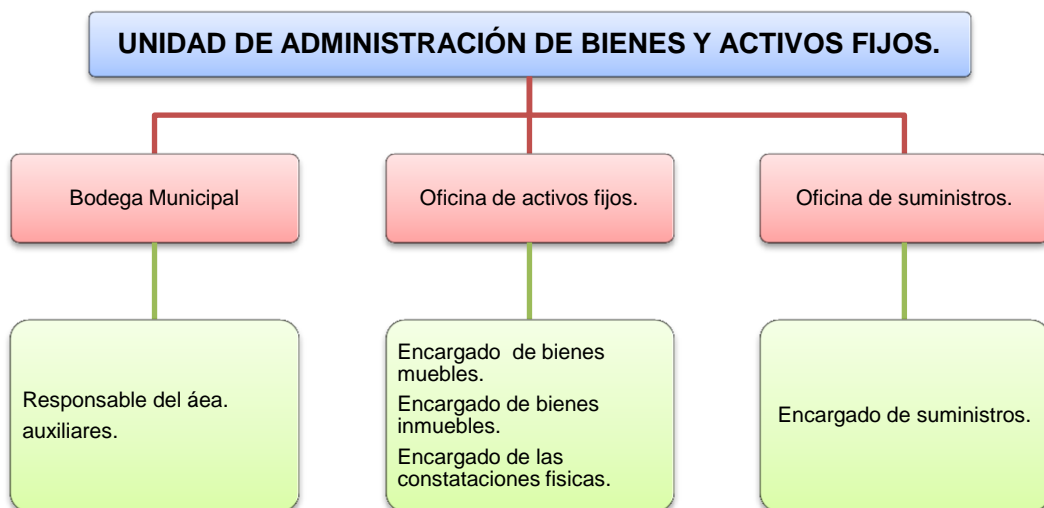 UNIDAD DE ADMINISTRACIÓN DE BIENES Y ACTIVOS FIJOS.
Bodega Municipal
Oficina de activos fijos.
Oficina de suministros.
Responsable del áea.
auxiliares.
Encargado de bienes
muebles.
Encargado de bienes
inmuebles.
Encargado de las
constataciones fisicas.
Encargado de suministros.